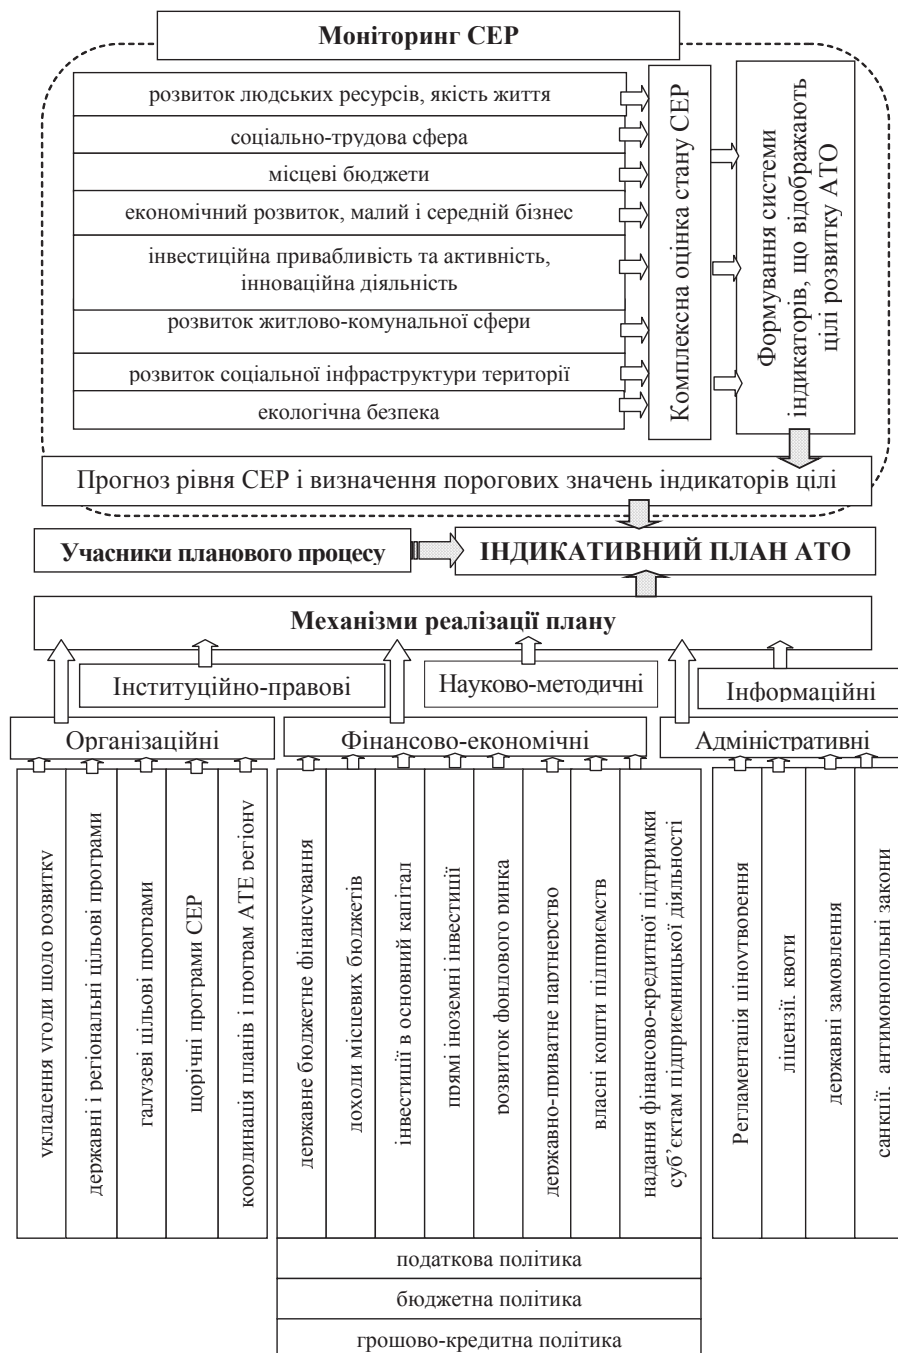 Моніторинг СЕР
розвиток людських ресурсів, якість життя
соціально-трудова сфера
місцеві бюджети
економічний розвиток, малий і середній бізнес
інвестиційна привабливість та активність,
інноваційна діяльність
розвиток житлово-комунальної сфери
розвиток соціальної інфраструктури території
екологічна безпека
Комплексна оцінка стану СЕР
Формування системи
індикаторів, що відображають
цілі розвитку АТО
Прогноз рівня СЕР і визначення порогових значень індикаторів цілі
Учасники планового процесу
ІНДИКАТИВНИЙ ПЛАН АТО
Механізми реалізації плану
Інституційно-правові
Науково-методичні
Інформаційні
Організаційні
Фінансово-економічні
Адміністративні
укладення угоди щодо розвитку
державні і регіональні цільові програми
галузеві цільові програми
щорічні програми СЕР
координація планів і програм АТЕ регіону
державне бюджетне фінансування
доходи місцевих бюджетів
інвестиції в основний капітал
прямі іноземні інвестиції
розвиток фондового ринка
державно-приватне партнерство
власні кошти підприємств
надання фінансово-кредитної підтримки
суб’єктам підприємницької діяльності
Регламентація ціноутворення
ліцензії, квоти
державні замовлення
санкції, антимонопольні закони
податкова політика
бюджетна політика
грошово-кредитна політика